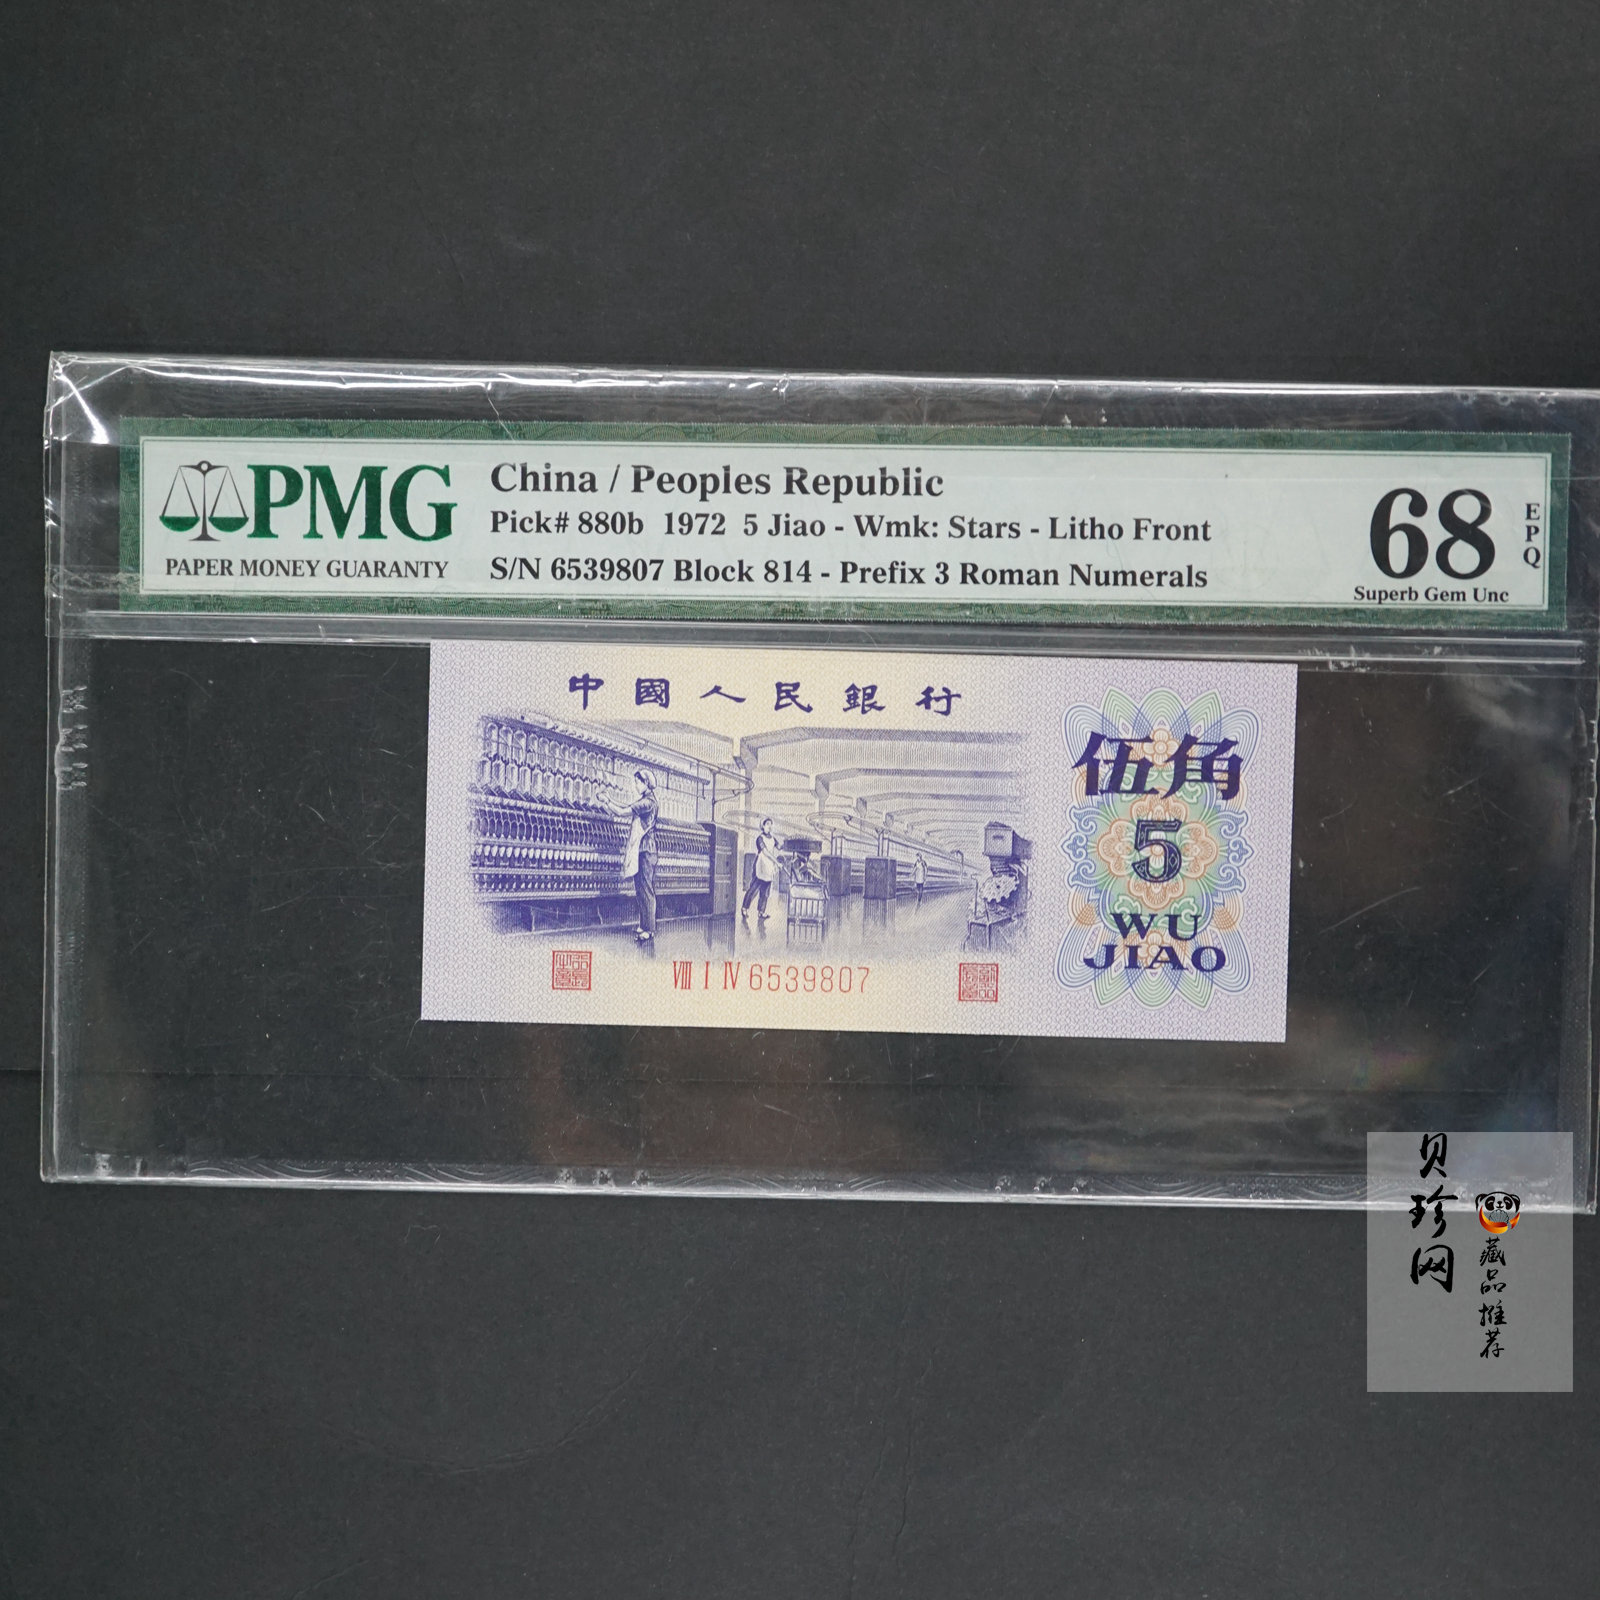 PMG
PAPER MONEY GUARANTY
China / Peoples Republic
Pick# 880b 1972 5 Jiao - Wmk: Stars - Litho Front
S/N 6539807 Block 814 - Prefix 3 Roman Numerals
68
EPQ
Superb Gem Unc
中國人民銀行
伍角
5
WU
JIAO
VIII I IV 6539807
贝珍网
藏品推荐